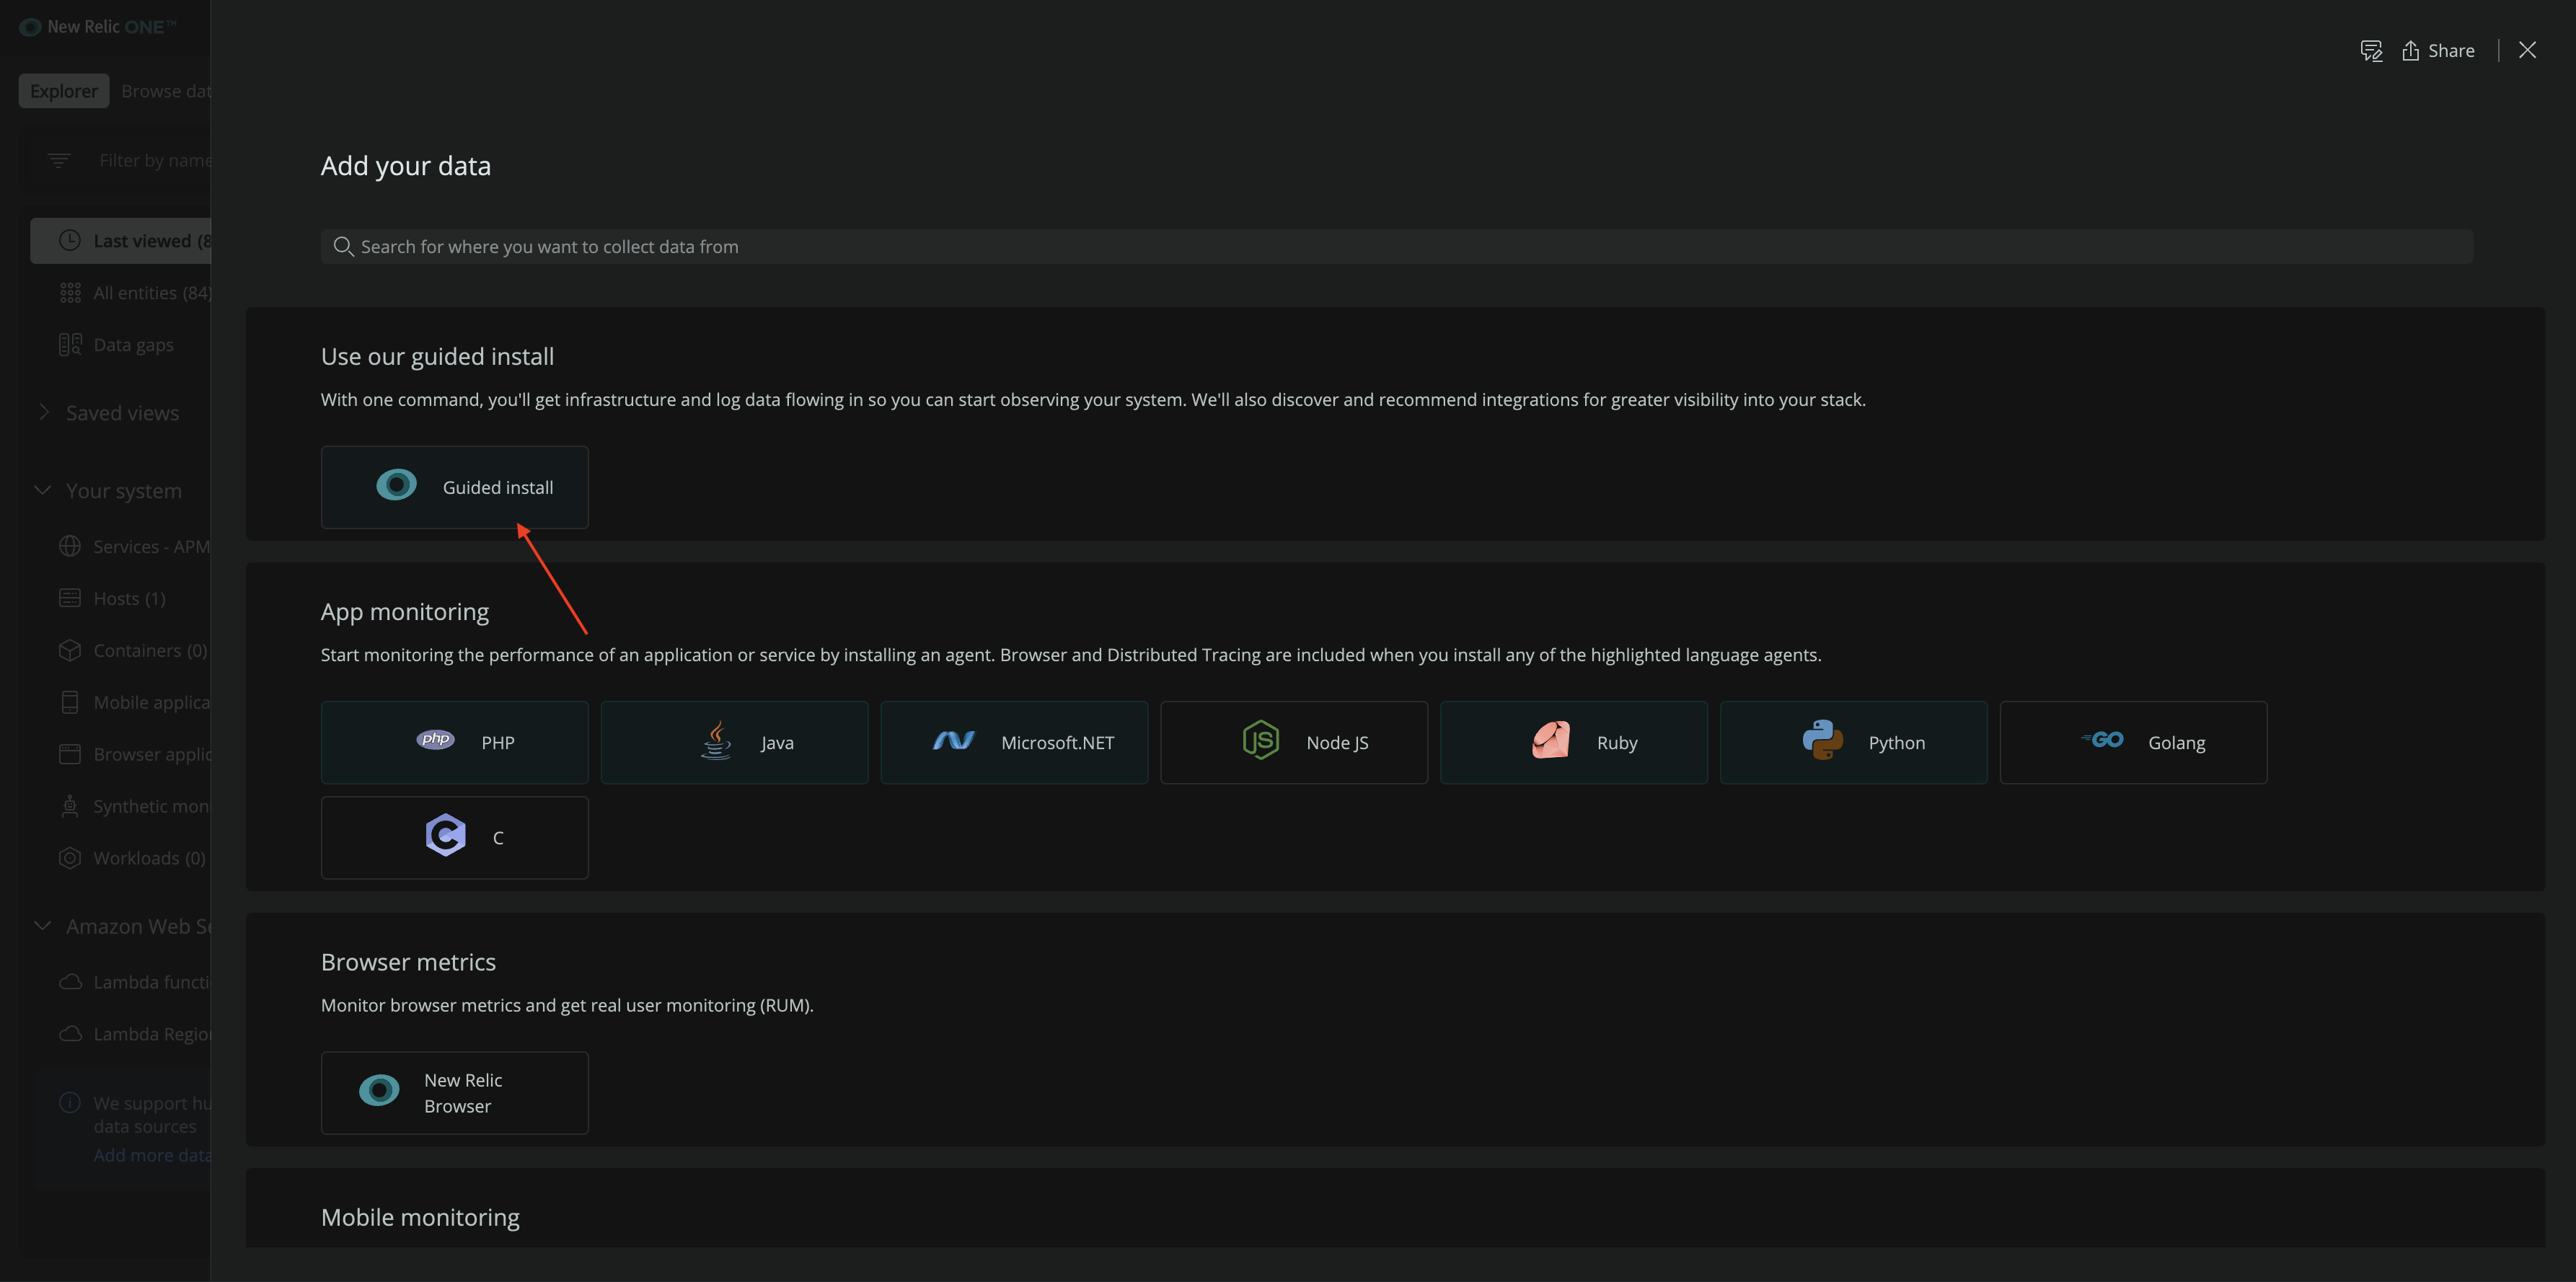 New Relic ONE™
Explorer
Browse dat
Filter by name
Last viewed (8
All entities (84)
Data gaps
Saved views
Your system
Services - APM
Hosts (1)
Containers (0)
Mobile applica
Browser applic
Synthetic mon
Workloads (0)
Amazon Web Se
Lambda functi
Lambda Regio
We support hu
data sources
Add more data
Share
Add your data
Search for where you want to collect data from
Use our guided install
With one command, you'll get infrastructure and log data flowing in so you can start observing your system. We'll also discover and recommend integrations for greater visibility into your stack.
Guided install
App monitoring
Start monitoring the performance of an application or service by installing an agent. Browser and Distributed Tracing are included when you install any of the highlighted language agents.
php PHP
Java
Microsoft.NET
JS Node JS
Ruby
Python
GO Golang
C C
Browser metrics
Monitor browser metrics and get real user monitoring (RUM).
New Relic
Browser
Mobile monitoring